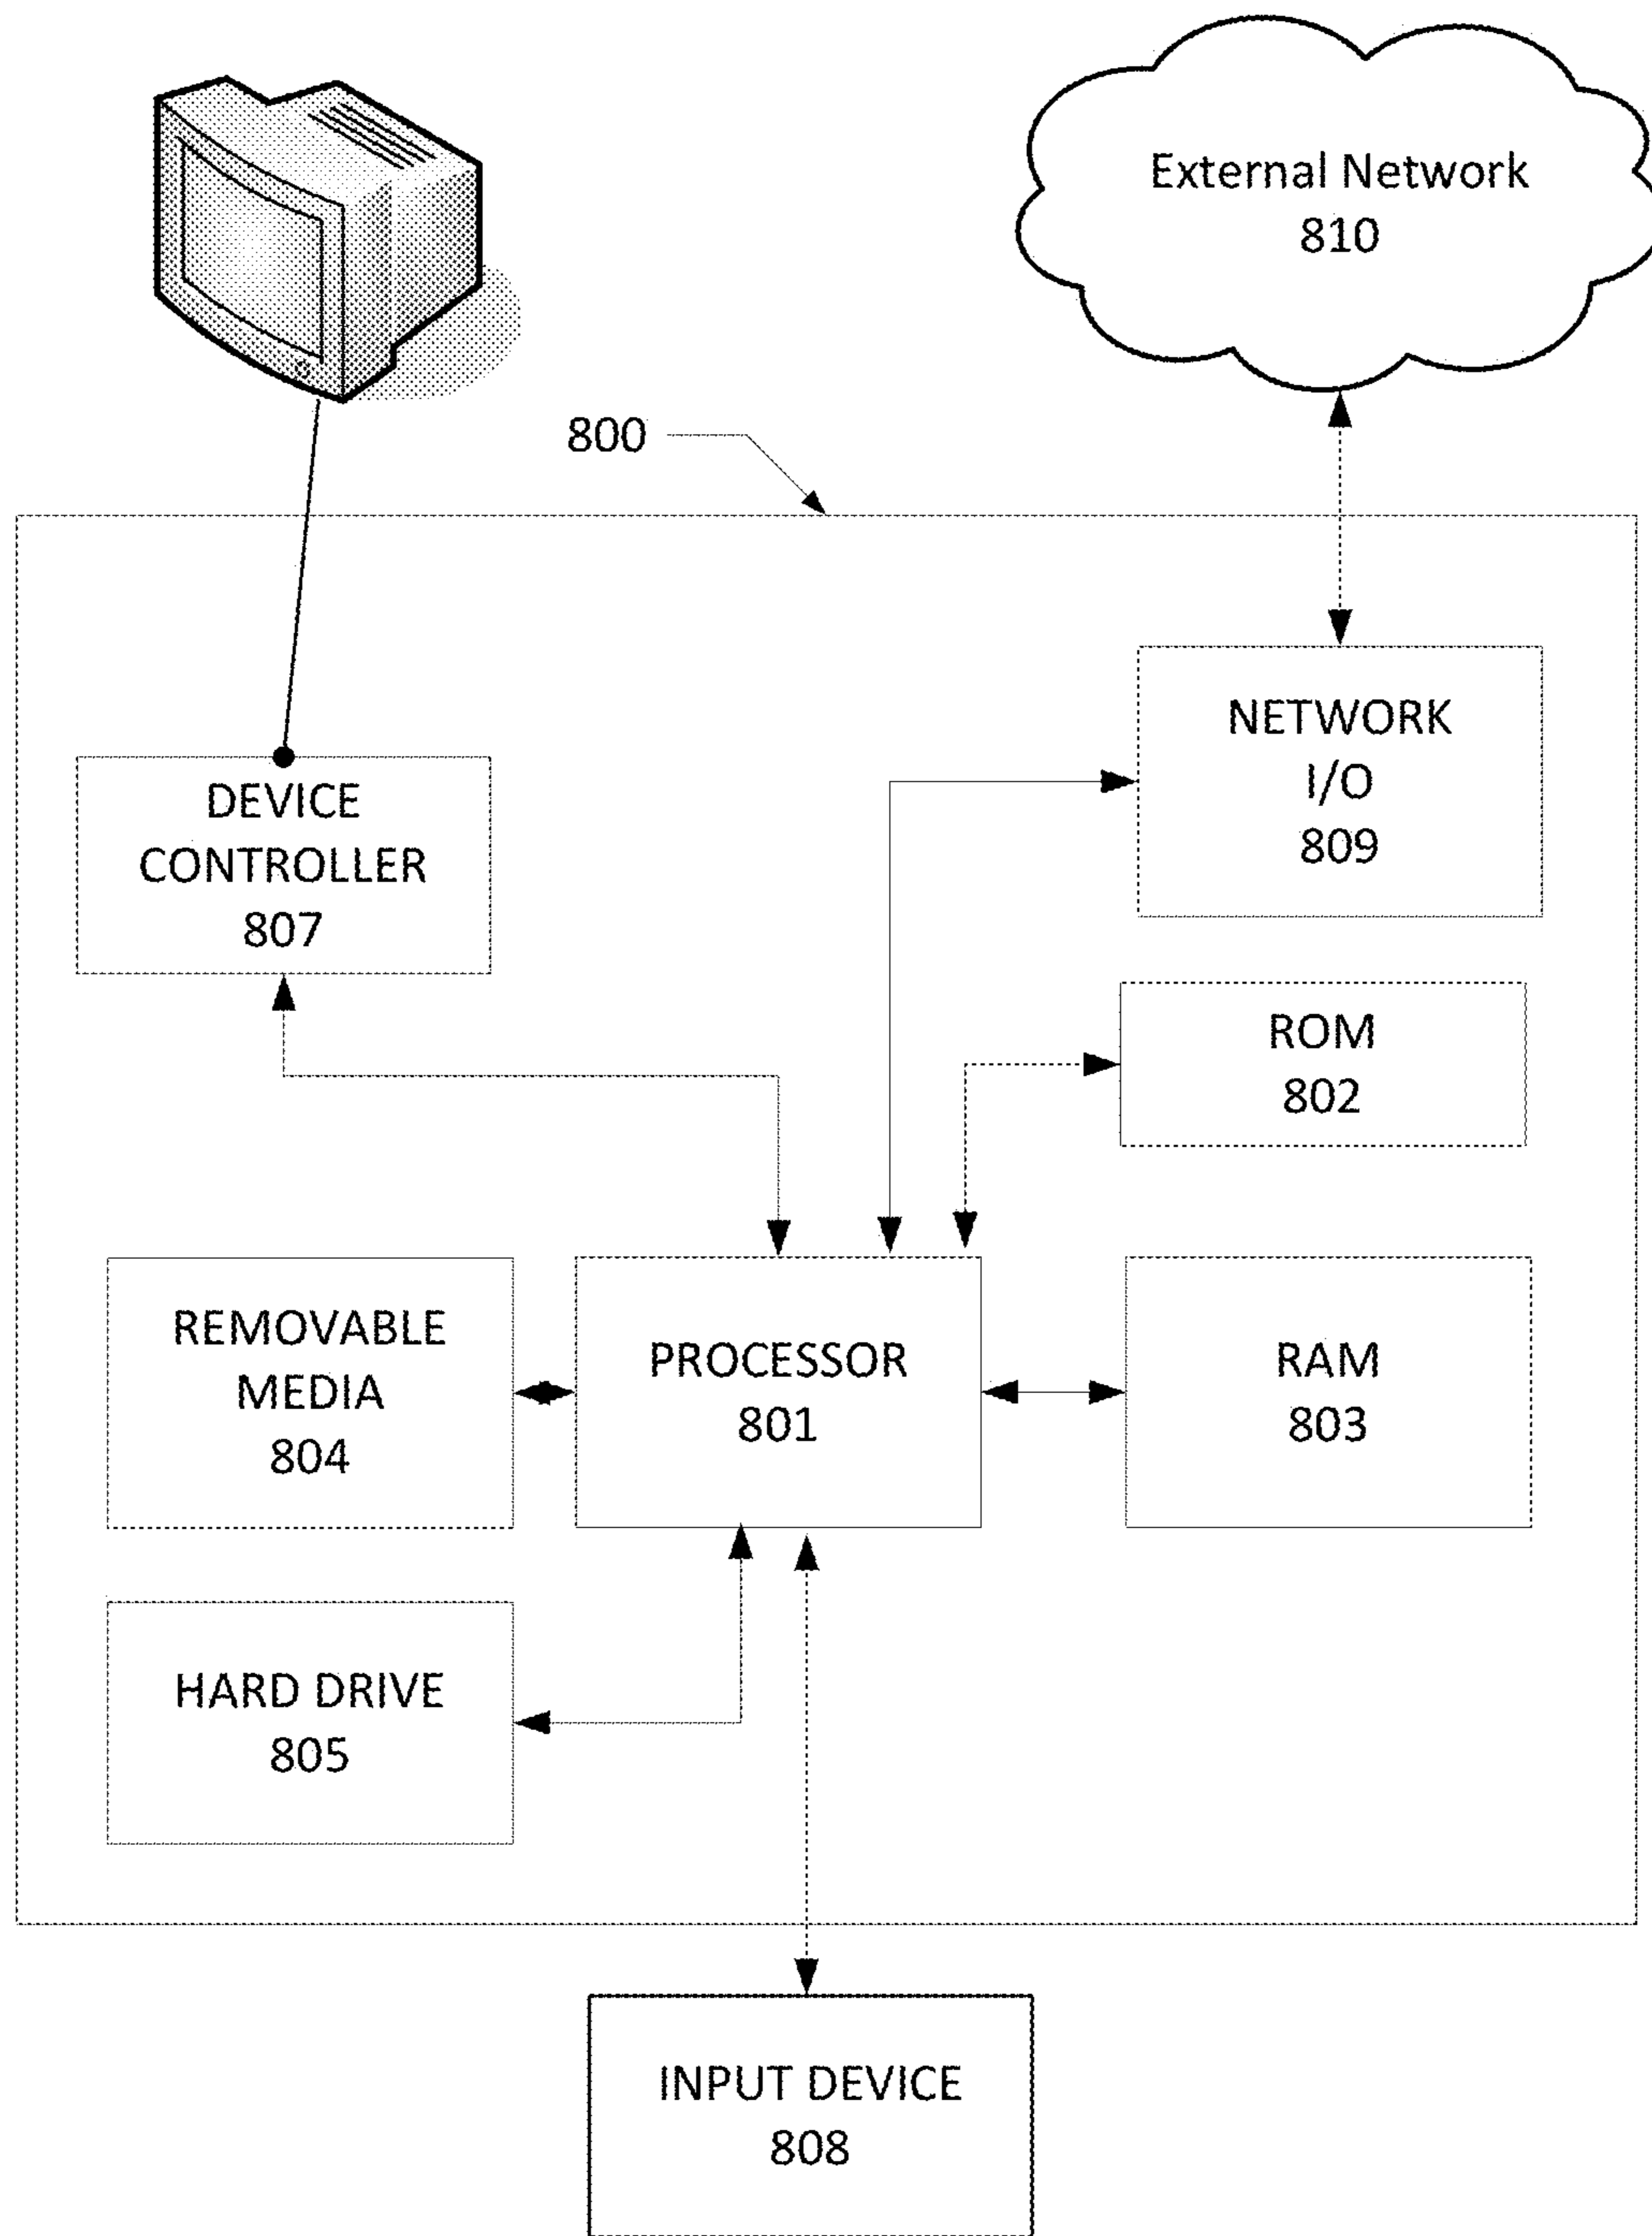 External Network
810
800
NETWORK
I/O
809
DEVICE
CONTROLLER
807
ROM
802
REMOVABLE
MEDIA
804
PROCESSOR
801
RAM
803
HARD DRIVE
805
INPUT DEVICE
808